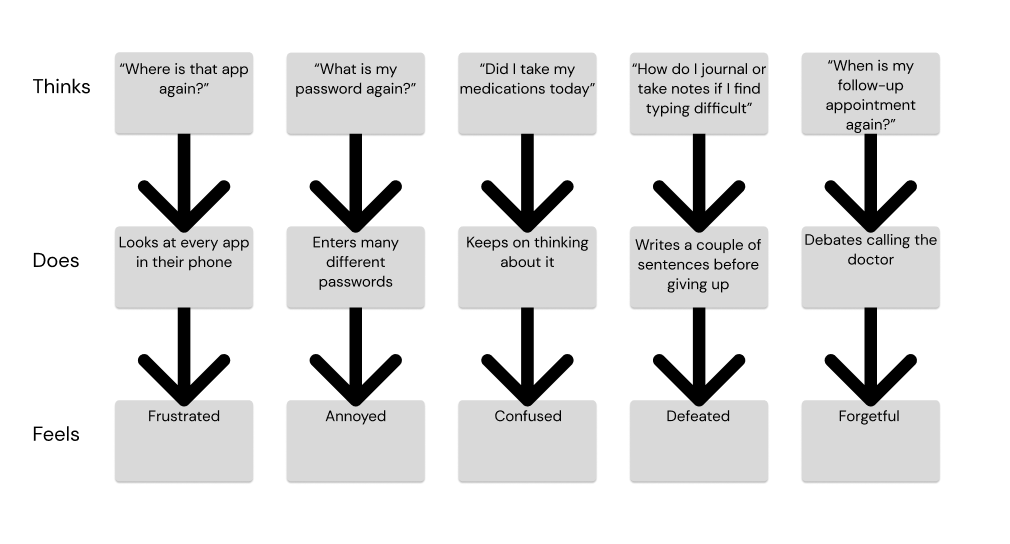 Thinks
“Where is that app
again?”
“What is my
password again?”
“Did I take my
medications today”
“How do I journal or
take notes if I find
typing difficult”
“When is my
follow-up
appointment
again?”
Does
Looks at every app
in their phone
Enters many
different
passwords
Keeps on thinking
about it
Writes a couple of
sentences before
giving up
Debates calling the
doctor
Feels
Frustrated
Annoyed
Confused
Defeated
Forgetful